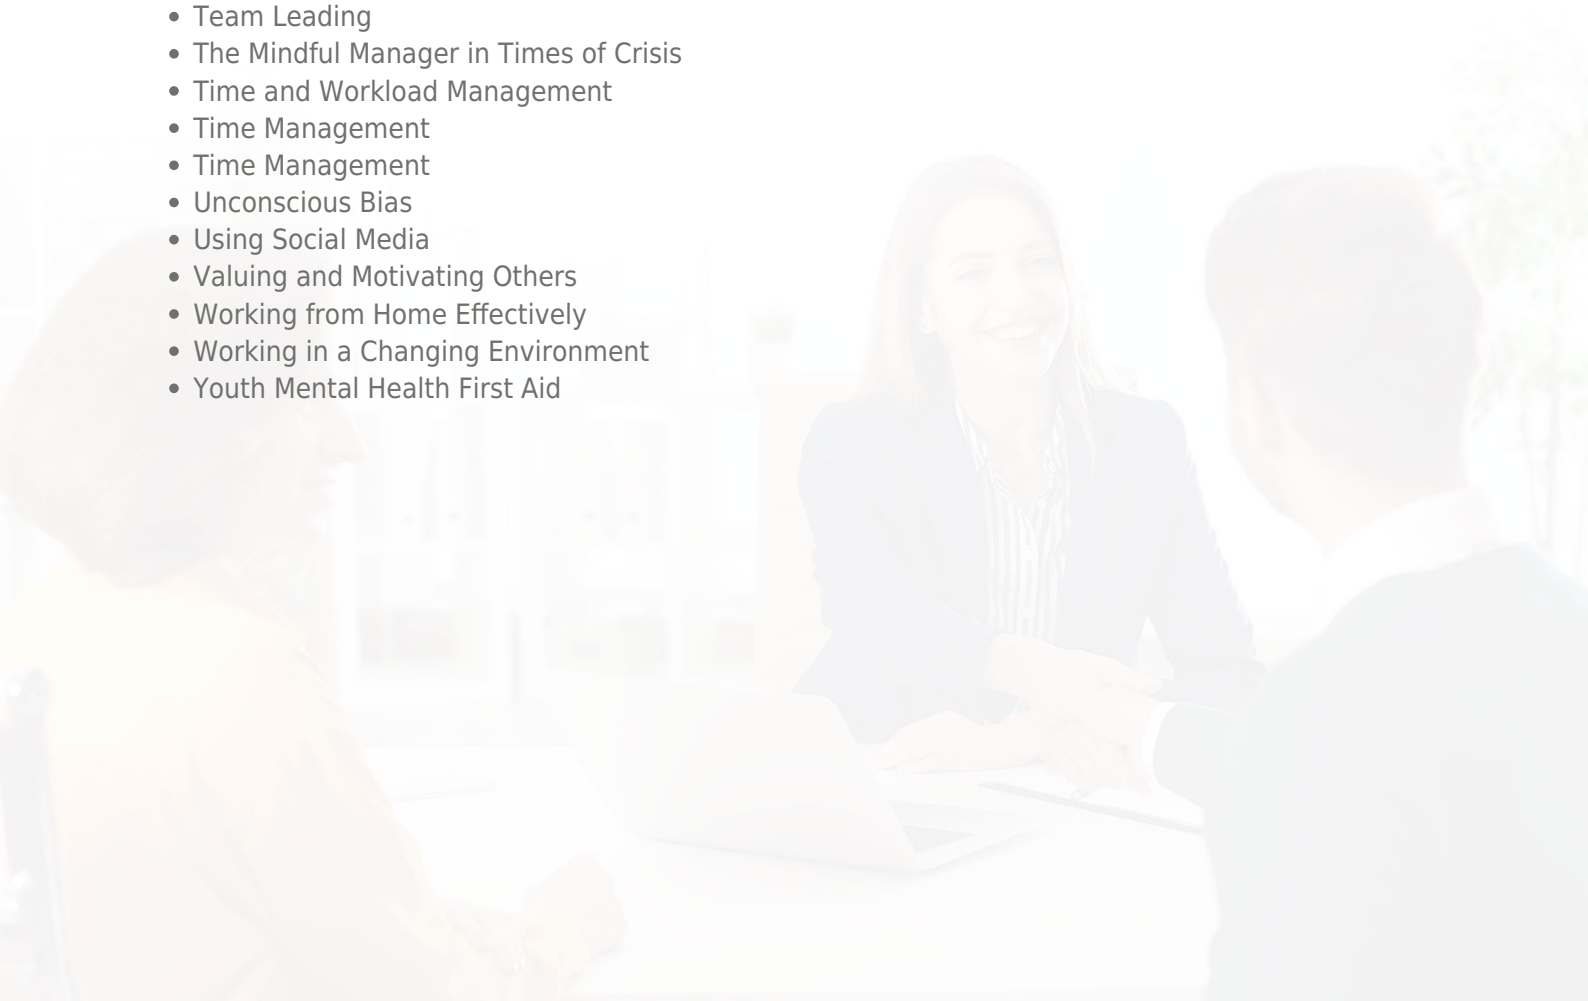 • Team Leading
• The Mindful Manager in Times of Crisis
• Time and Workload Management
• Time Management
• Time Management
• Unconscious Bias
• Using Social Media
• Valuing and Motivating Others
• Working from Home Effectively
• Working in a Changing Environment
• Youth Mental Health First Aid